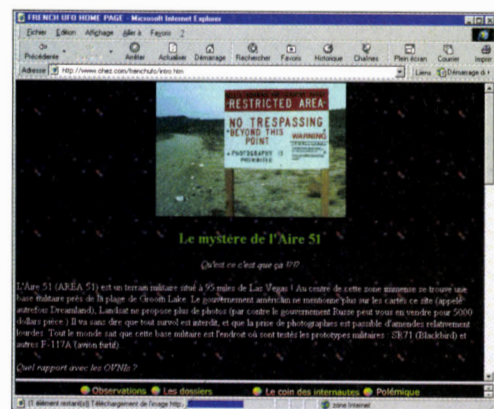 FRENCH UFO HOME PAGE - Microsoft Internet Explorer
Fichier Edition Affichage Aller à Favoris ?
Précédente Arrêter Actualiser Démarrage Rechercher Favoris Historique Chaînes Plein écran Courrier
Adresse http://www.chez.com/frenchufo/intro.htm Liens Démarrage d
RESTRICTED AREA
NO TRESPASSING
BEYOND THIS
POINT
WARNING
PHOTOGRAPHY IS
PROHIBITED
Le mystère de l'Aire 51
Qu'est ce c'est que ça ?!?
L'Aire 51 (AREA 51) est un terrain militaire situé à 95 miles de Las Vegas ! Au centre de cette zone immense se trouve une
base militaire près de la plage de Groom Lake. Le gouvernement américain ne mentionne plus sur les cartes ce site (appelé
autrefois Dreamland), Landsat ne propose plus de photos (par contre le gouvernement Russe peut vous en vendre pour 5000
dollars pièce !) Il va sans dire que tout survol est interdit, et que la prise de photographies est passible d'amendes relativement
lourdes. Tout le monde sait que cette base militaire est l'endroit où sont testés les prototypes militaires : SR71 (Blackbird) et
autres F-117A (avion furtif)
Quel rapport avec les OVNIs ?
Observations Les dossiers Le coin des internautes Polémique
(1 élément restant(s)) Téléchargement de l'image http: zone Internet